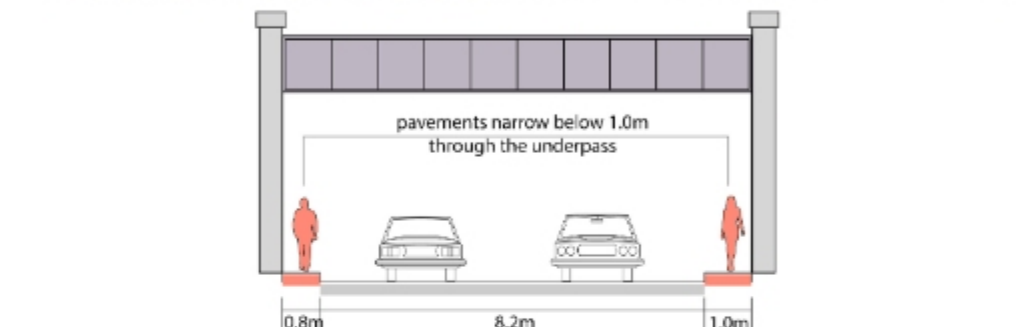 pavements narrow below 1.0m
through the underpass
0.8m 8.2m 1.0m